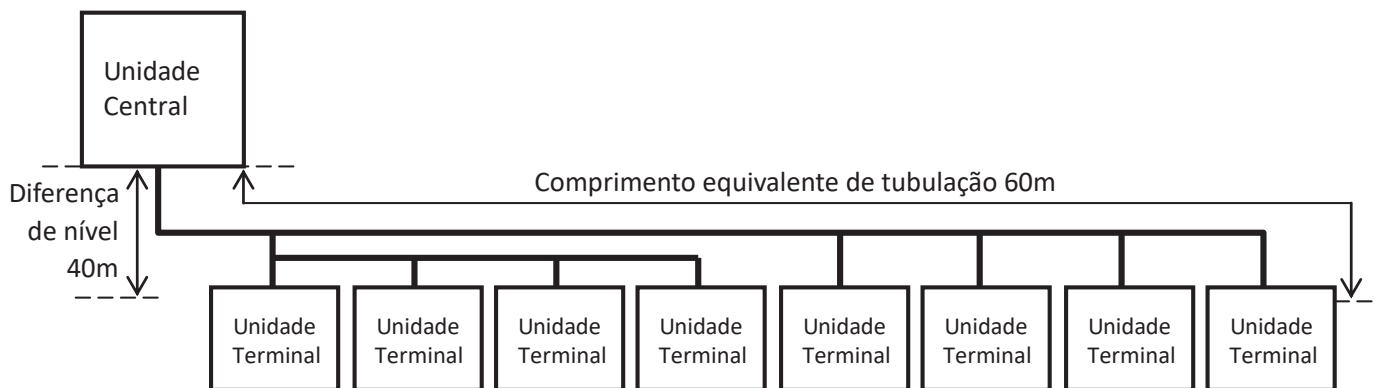 Unidade
Central
Comprimento equivalente de tubulação 60m
Diferença
de nível
40m
Unidade
Terminal
Unidade
Terminal
Unidade
Terminal
Unidade
Terminal
Unidade
Terminal
Unidade
Terminal
Unidade
Terminal
Unidade
Terminal